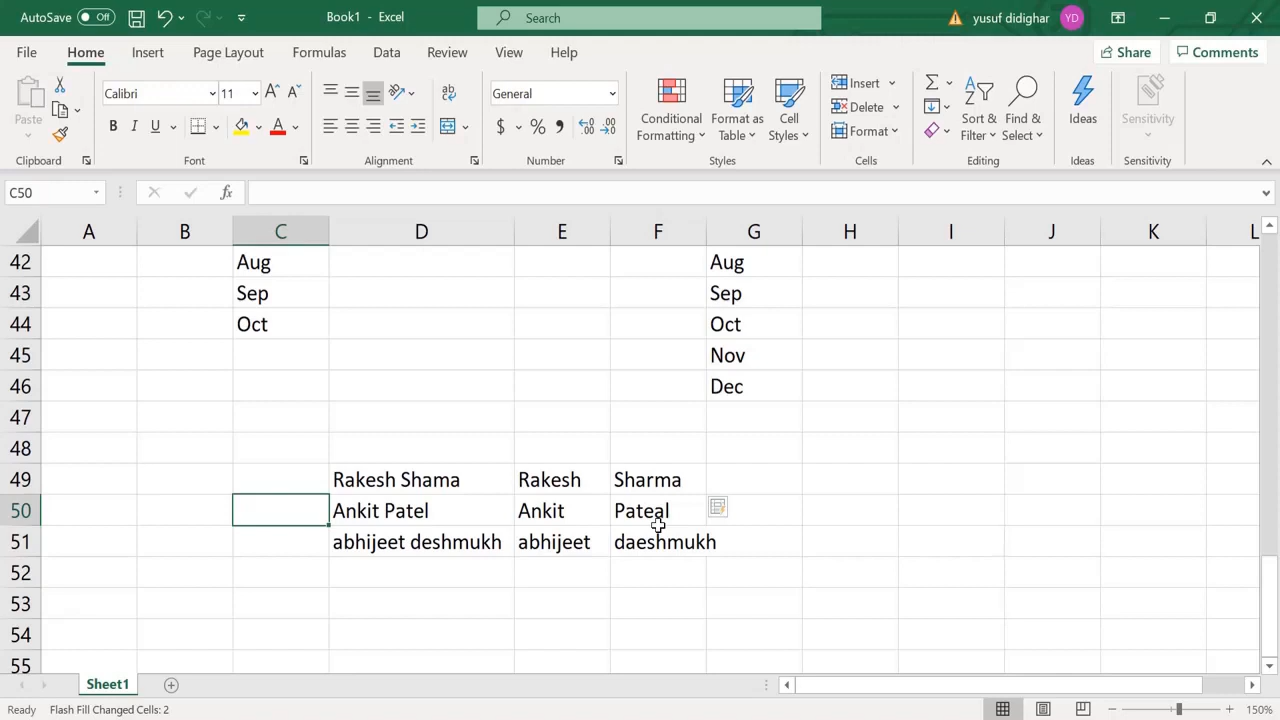 AutoSave Off Book1 - Excel Search yusuf didighar YD
File Home Insert Page Layout Formulas Data Review View Help Share Comments
Paste Calibri 11 General Conditional Formatting Format as Table Cell Styles Insert Delete Format Sort & Filter Find & Select Ideas Sensitivity
Clipboard Font Alignment Number Styles Cells Editing Ideas Sensitivity
C50 fx
A B C D E F G H I J K L
42 Aug Aug
43 Sep Sep
44 Oct Oct
45 Nov
46 Dec
47
48
49 Rakesh Shama Rakesh Sharma
50 Ankit Patel Ankit Pateal
51 abhijeet deshmukh abhijeet daeshmukh
52
53
54
55
Sheet1
Ready Flash Fill Changed Cells: 2 150%